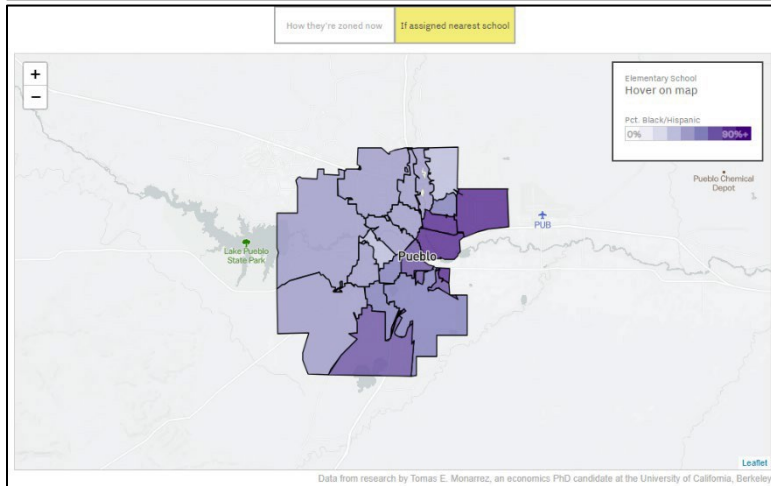 How they're zoned now
If assigned nearest school
+
−
Elementary School
Hover on map
Pct. Black/Hispanic
0%
90%+
Pueblo Chemical
Depot
PUB
Lake Pueblo
State Park
Pueblo
Leaflet
Data from research by Tomas E. Monarrez, an economics PhD candidate at the University of California, Berkeley